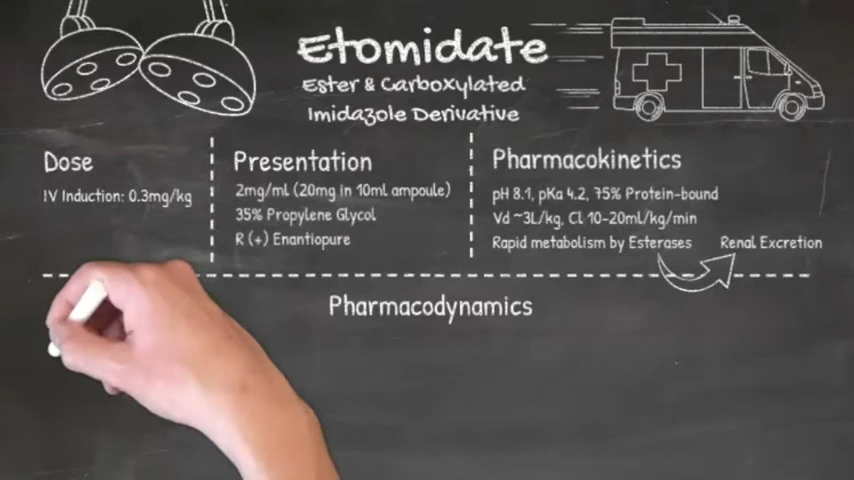 Etomidate
Ester & Carboxylated
Imidazole Derivative
Dose
IV Induction: 0.3mg/kg
Presentation
2mg/ml (20mg in 10ml ampoule)
35% Propylene Glycol
R (+) Enantiopure
Pharmacokinetics
pH 8.1, pKa 4.2, 75% Protein-bound
Vd ~3L/kg, Cl 10-20ml/kg/min
Rapid metabolism by Esterases Renal Excretion
Pharmacodynamics